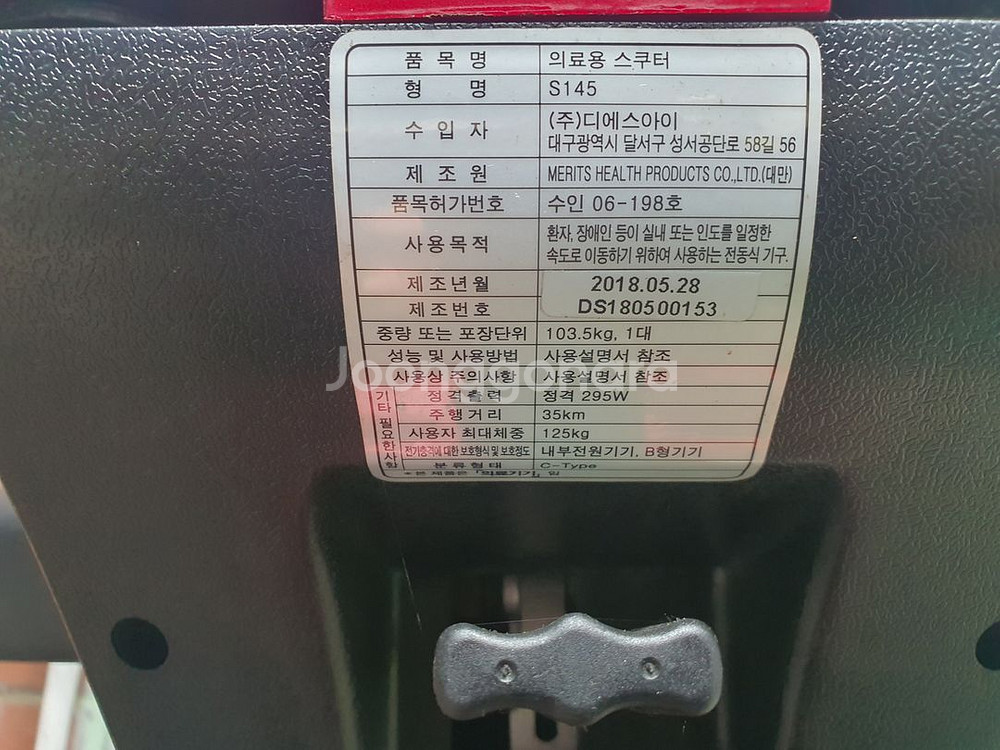 품목명 의료용 스쿠터
형명 S145
수입자 (주)디에스아이
대구광역시 달서구 성서공단로 58길 56
제조원 MERITS HEALTH PRODUCTS CO.,LTD.(대만)
품목허가번호 수인 06-198호
사용목적 환자, 장애인 등이 실내 또는 인도를 일정한
속도로 이동하기 위하여 사용하는 전동식 기구.
제조년월 2018.05.28
제조번호 DS180500153
중량 또는 포장단위 103.5kg, 1대
성능 및 사용방법 사용설명서 참조
사용상 주의사항 사용설명서 참조
기타 필요한 사항
정격출력 정격 295W
주행거리 35km
사용자 최대체중 125kg
전기충격에 대한 보호형식 및 보호정도 내부전원기기, B형기기
분류형태 C-Type
*본 제품은 「의료기기」임
Joonggonara